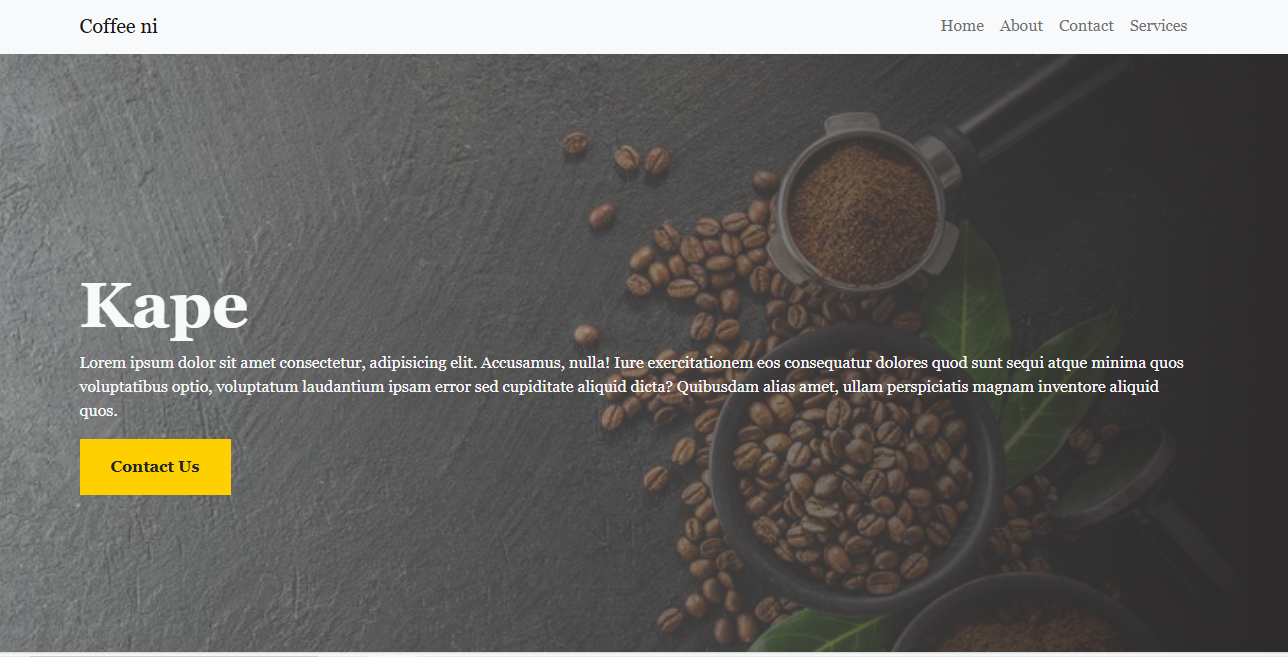 Coffee ni
Home About Contact Services
Kape
Lorem ipsum dolor sit amet consectetur, adipisicing elit. Accusamus, nulla! Iure exercitationem eos consequatur dolores quod sunt sequi atque minima quos
voluptatibus optio, voluptatum laudantium ipsam error sed cupiditate aliquid dicta? Quibusdam alias amet, ullam perspiciatis magnam inventore aliquid
quos.
Contact Us